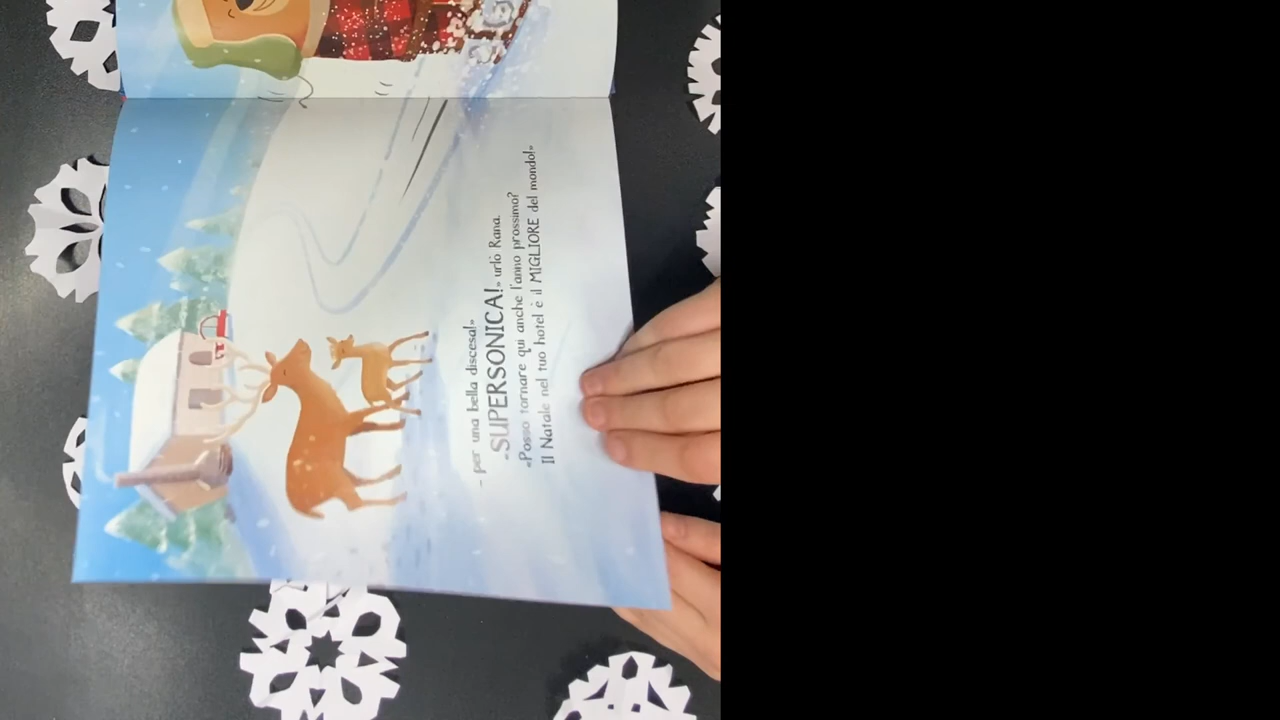 - per una bella discesa!»
«SUPERSONICA!» urlò Rana.
«Posso tornare qui anche l'anno prossimo?
Il Natale nel tuo hotel è il MIGLIORE del mondo!»